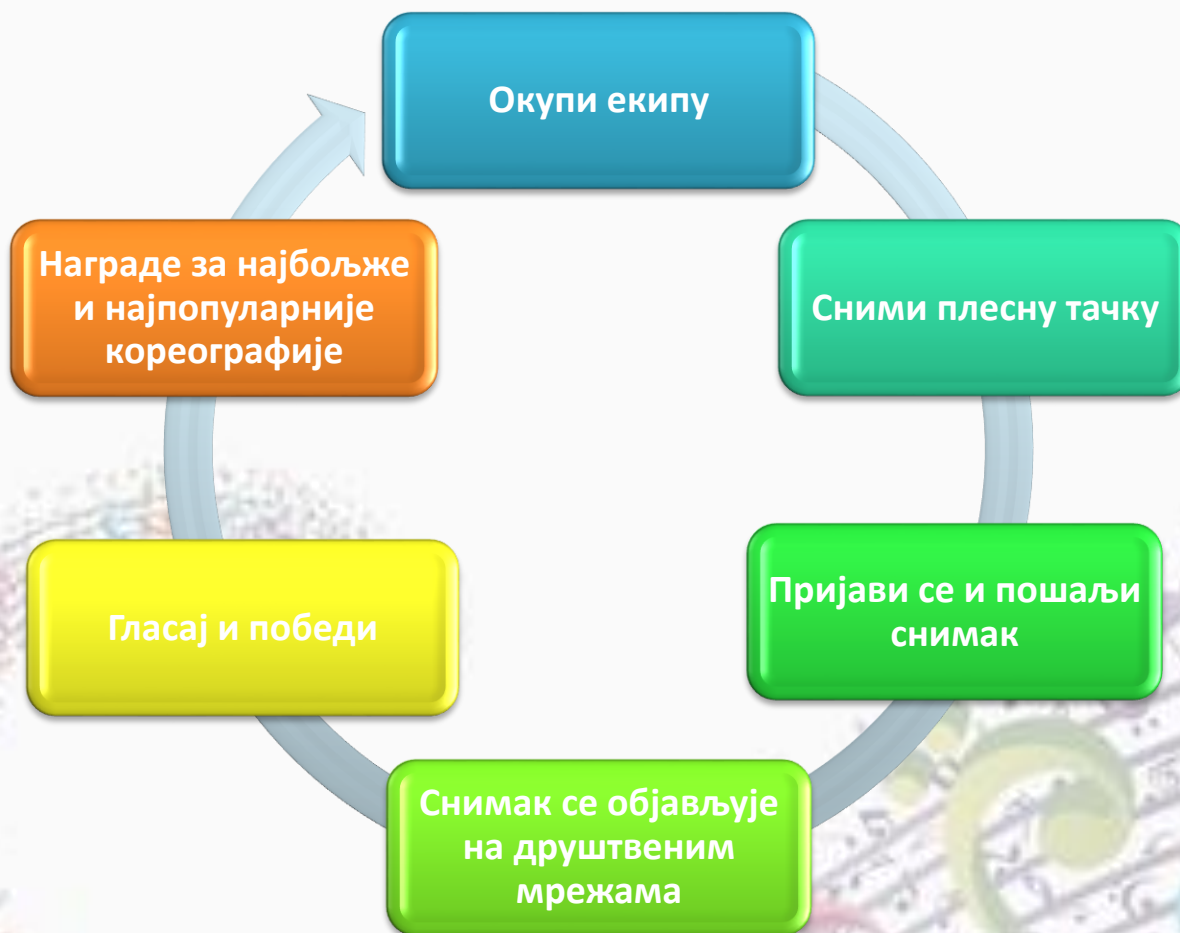 Окупи екипу
Сними плесну тачку
Пријави се и пошаљи
снимак
Снимак се објављује
на друштвеним
мрежама
Гласај и победи
Награде за најбољже
и најпопуларније
кореографије